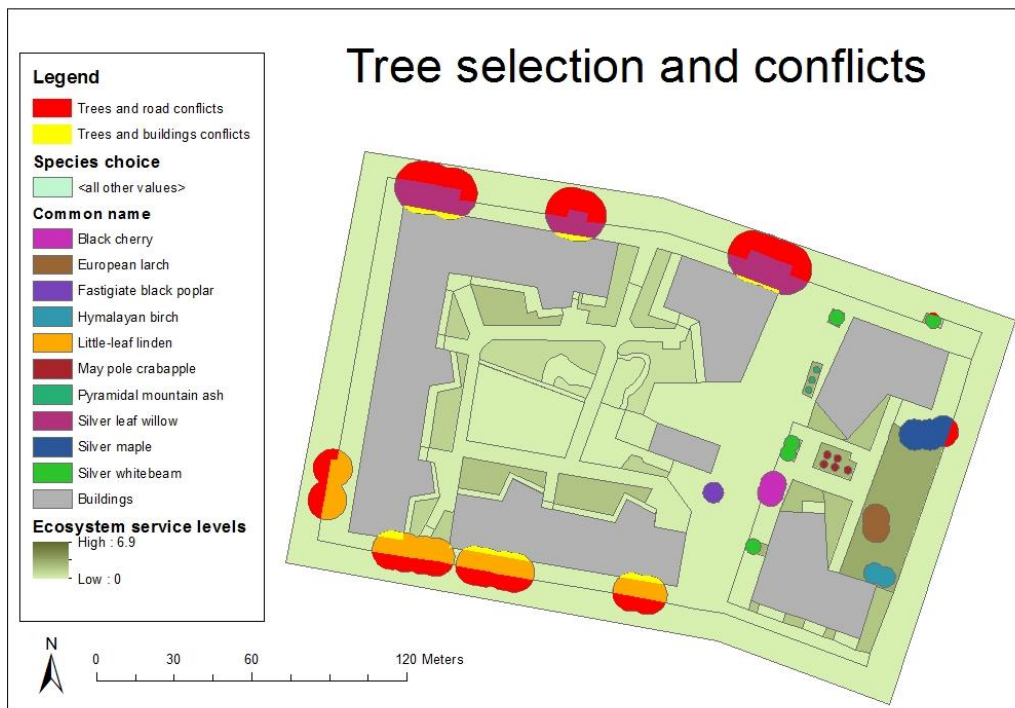 Tree selection and conflicts
Legend
Trees and road conflicts
Trees and buildings conflicts
Species choice
<all other values>
Common name
Black cherry
European larch
Fastigiate black poplar
Hymalayan birch
Little-leaf linden
May pole crabapple
Pyramidal mountain ash
Silver leaf willow
Silver maple
Silver whitebeam
Buildings
Ecosystem service levels
High : 6.9
Low : 0
N
0 30 60 120 Meters